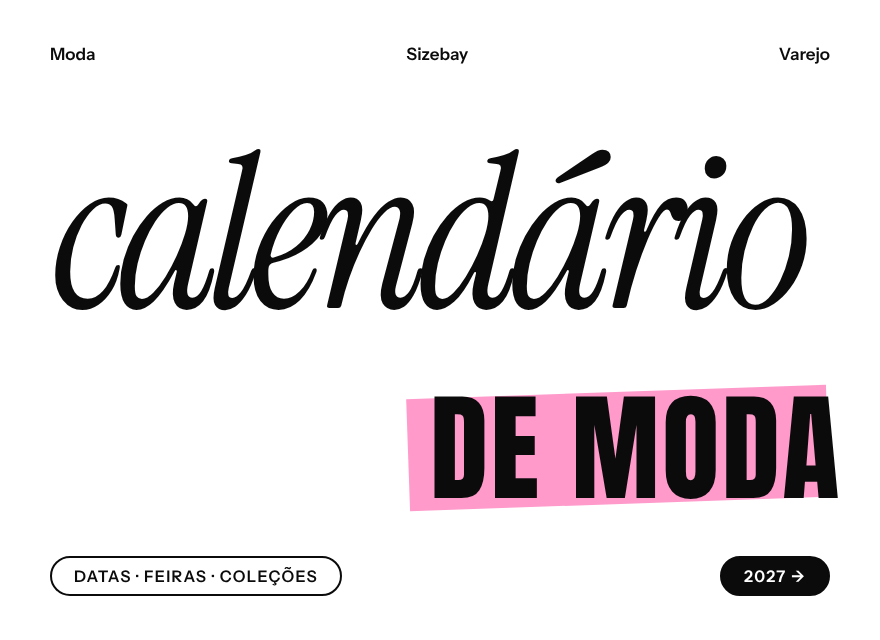 Moda Sizebay Varejo
calendário
DE MODA
DATAS · FEIRAS · COLEÇÕES 2027 →